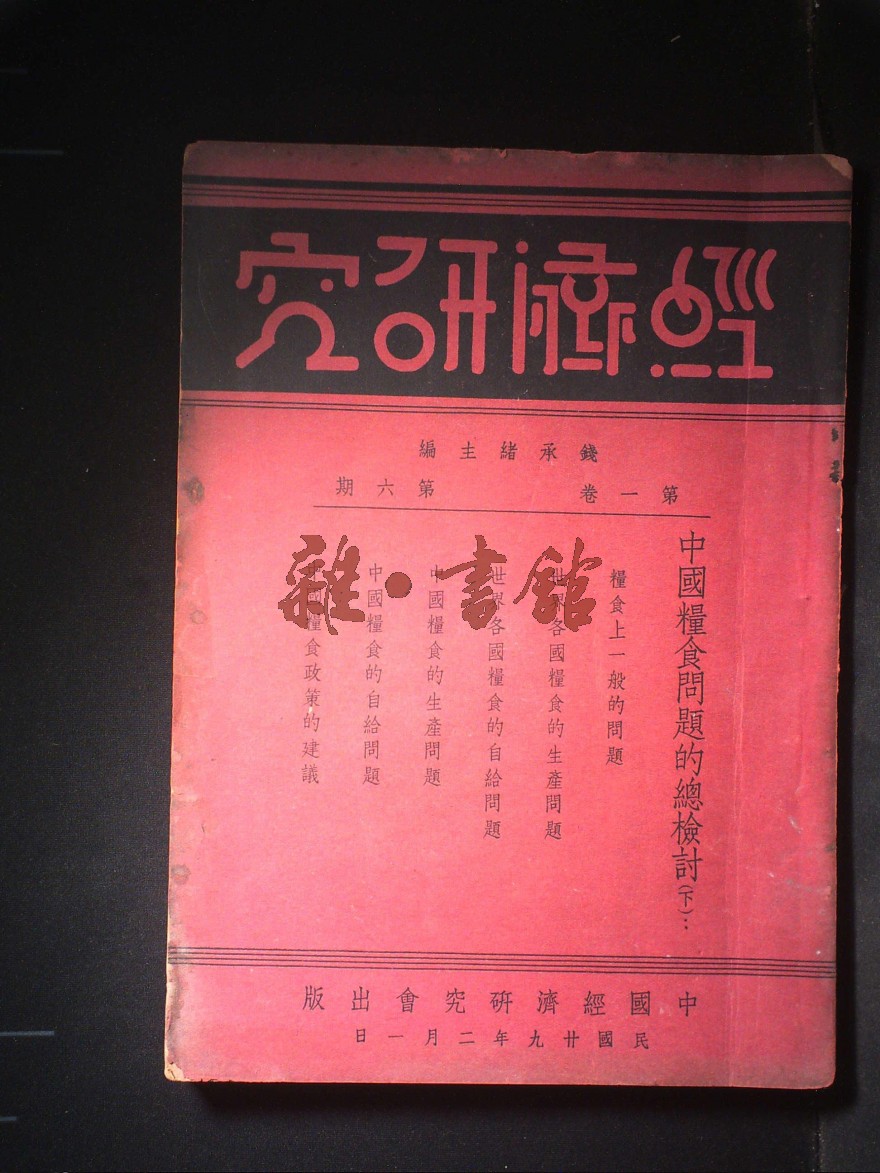 經濟研究
錢承緒主編
第一卷 第六期
中國糧食問題的總檢討(下)：
糧食上一般的問題
世界各國糧食的生產問題
世界各國糧食的自給問題
中國糧食的生產問題
中國糧食的自給問題
中國糧食政策的建議
雜·書館
中國經濟研究會出版
民國廿九年二月一日